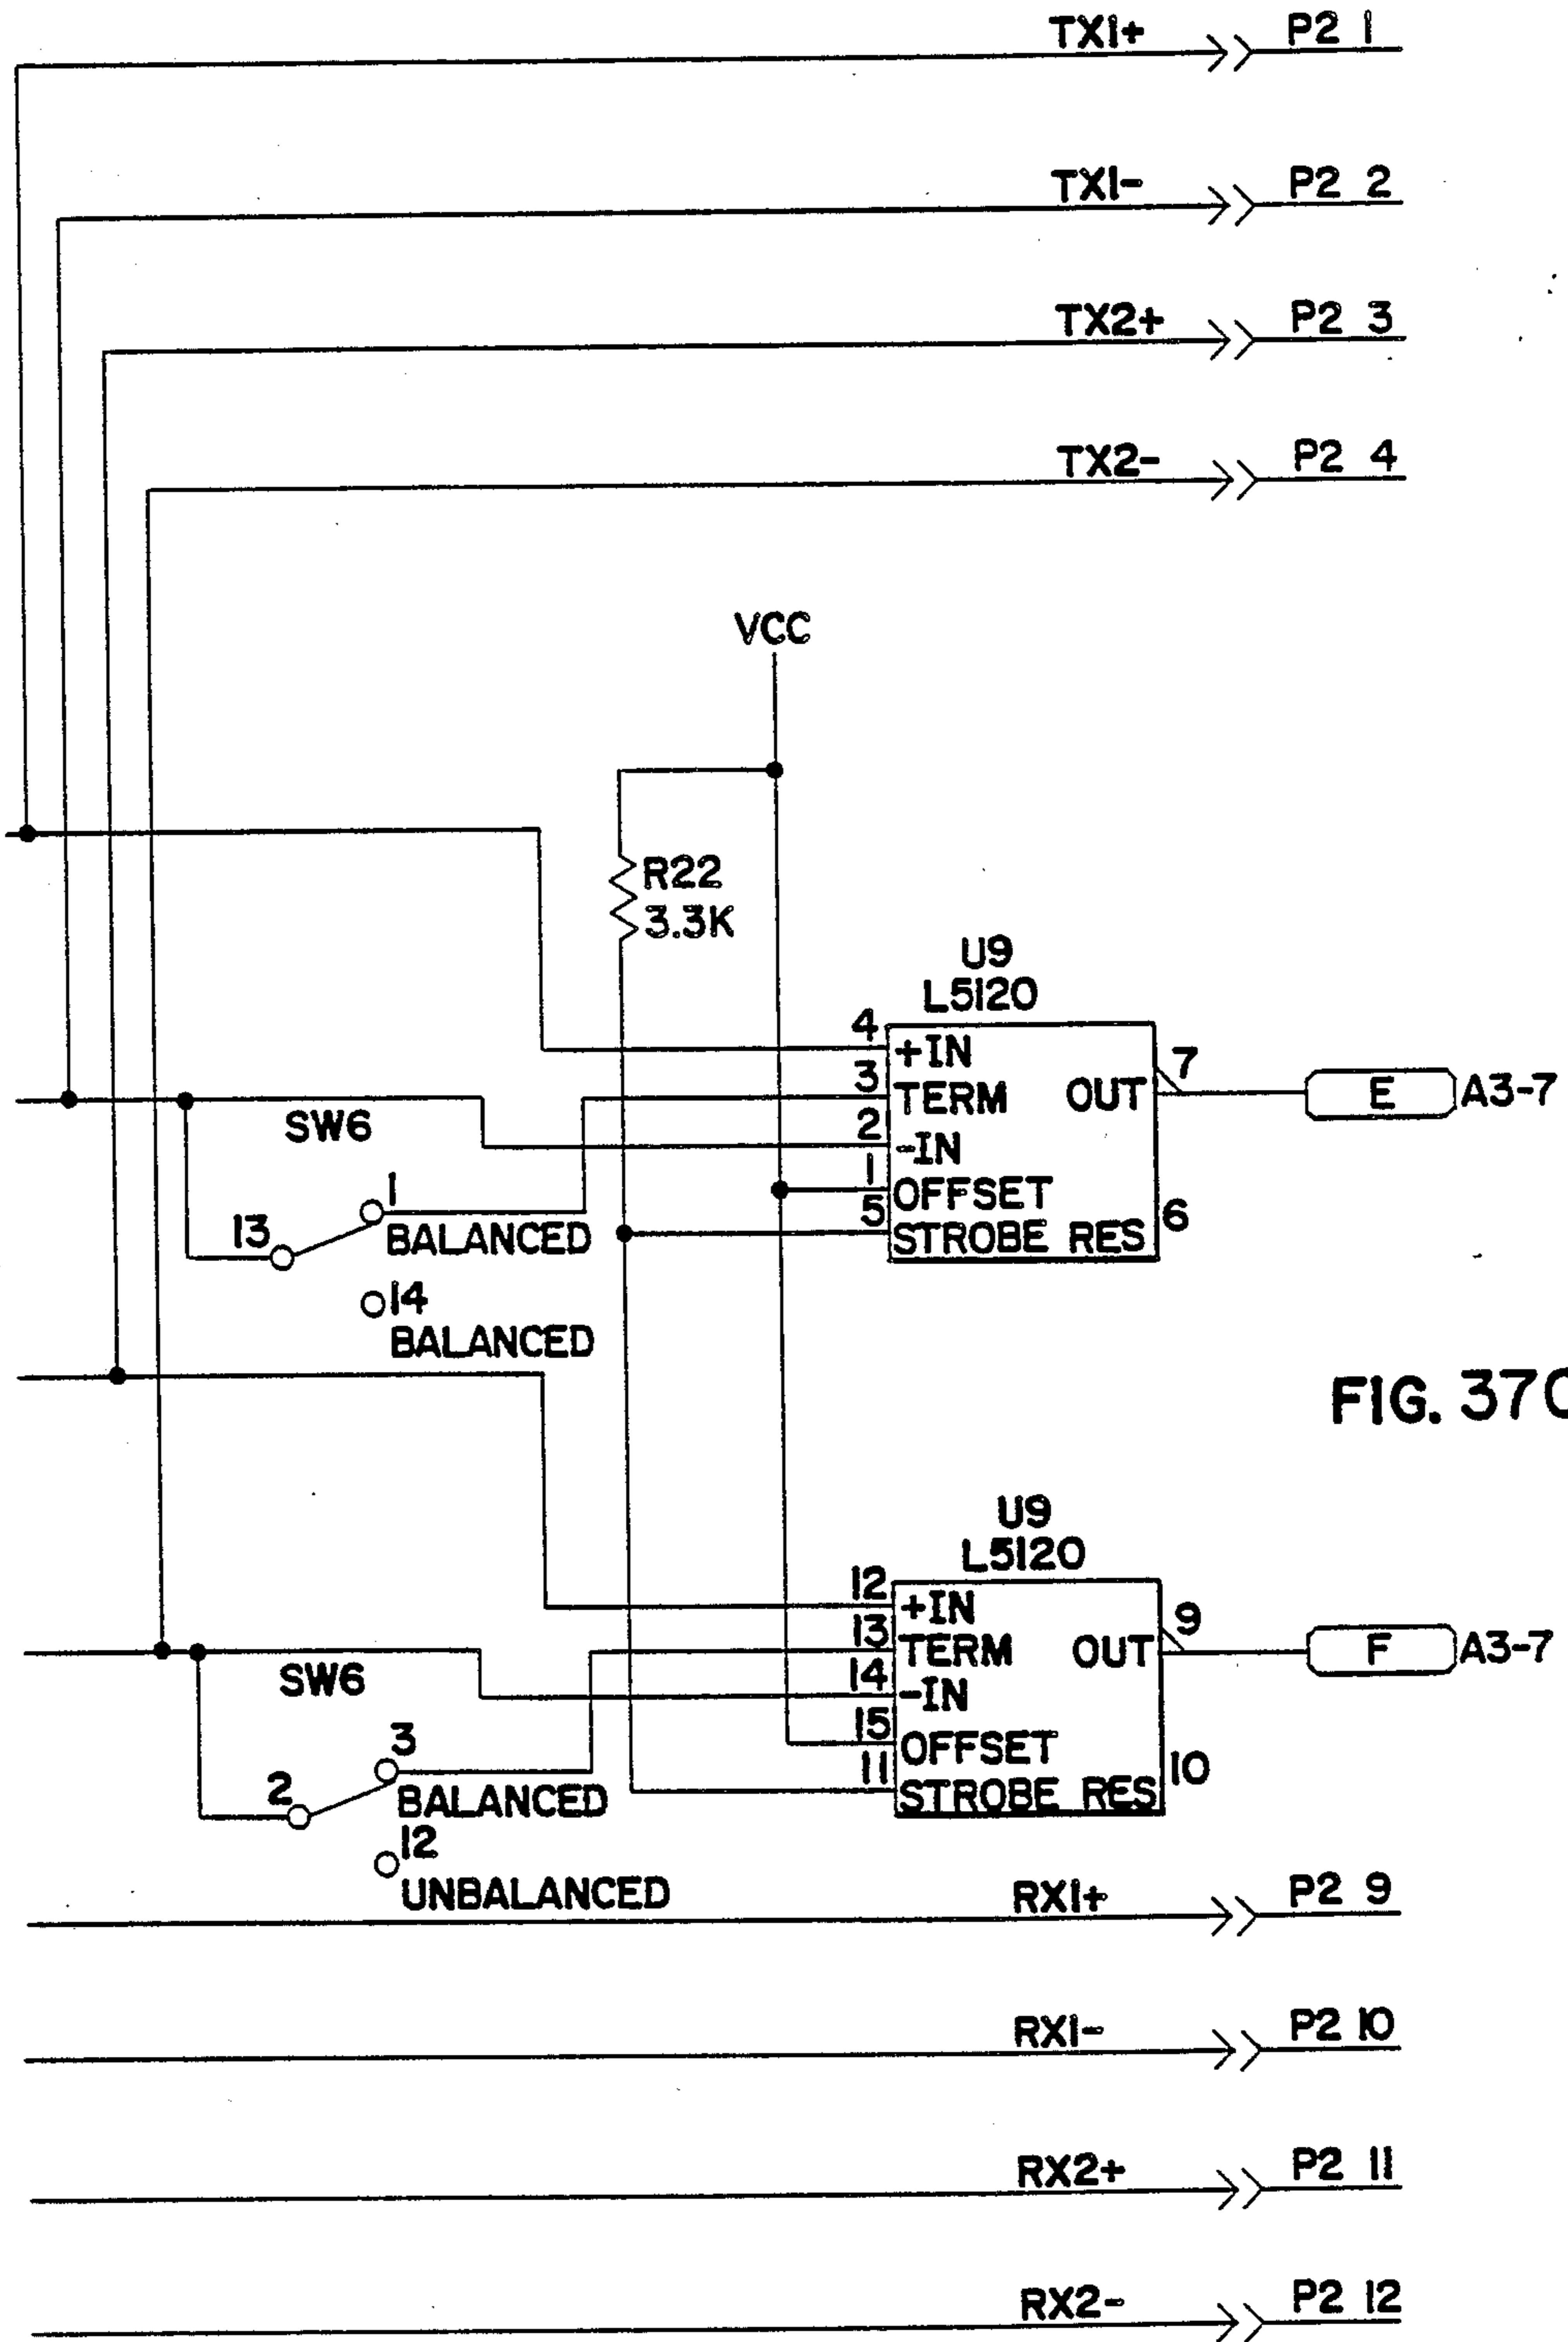 TX1+ P2 1
TX1- P2 2
TX2+ P2 3
TX2- P2 4
VCC
R22
3.3K
U9
L5120
4 +IN
3 TERM OUT 7 E A3-7
2 -IN
1 OFFSET
5 STROBE RES 6
SW6
1
13 BALANCED
14
BALANCED
FIG. 37C
U9
L5120
12 +IN
13 TERM OUT 9 F A3-7
14 -IN
15 OFFSET
11 STROBE RES 10
SW6
3
2 BALANCED
12
UNBALANCED
RX1+ P2 9
RX1- P2 10
RX2+ P2 11
RX2- P2 12